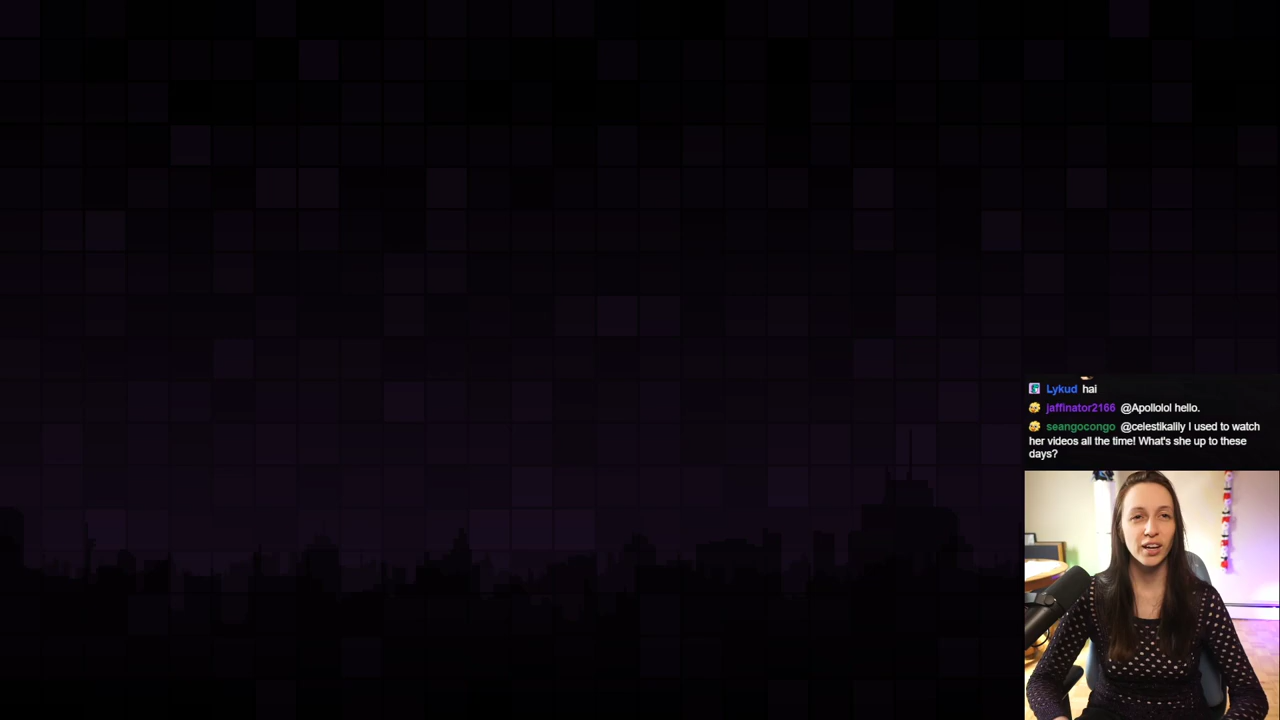 Lykud hai
jaffinator2166 @Apollolol hello.
seangocongo @celestikalily I used to watch
her videos all the time! What's she up to these
days?